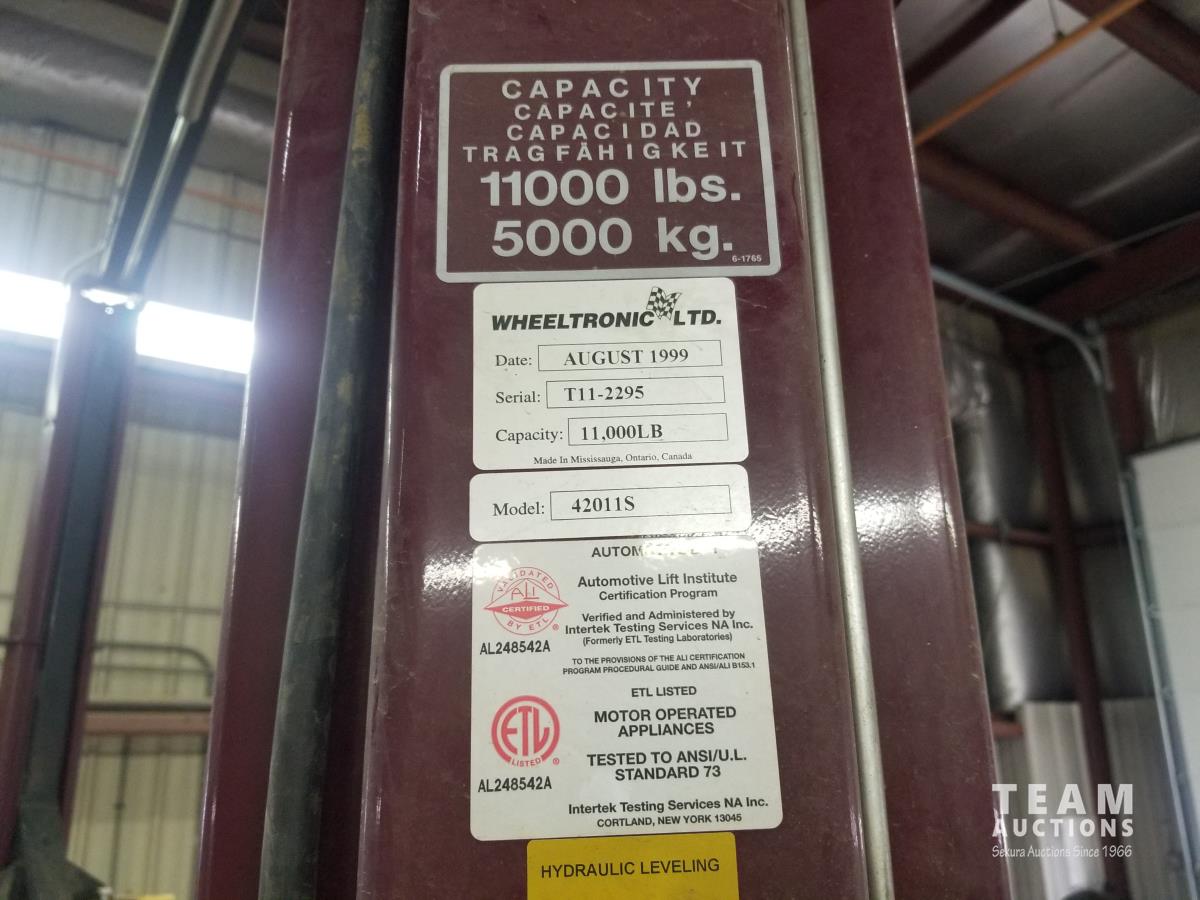 CAPACITY
CAPACITE'
CAPACIDAD
TRAGFÄHIGKEIT
11000 lbs.
5000 kg.
6-1765
WHEELTRONIC LTD.
Date: AUGUST 1999
Serial: T11-2295
Capacity: 11,000LB
Made In Mississauga, Ontario, Canada
Model: 42011S
Automotive Lift Institute
Certification Program
VALIDATED
ALI
CERTIFIED
BY ETL ®
AL248542A
Verified and Administered by
Intertek Testing Services NA Inc.
(Formerly ETL Testing Laboratories)
TO THE PROVISIONS OF THE ALI CERTIFICATION
PROGRAM PROCEDURAL GUIDE AND ANSI/ALI B153.1
ETL LISTED
MOTOR OPERATED
APPLIANCES
ETL
LISTED ®
AL248542A
TESTED TO ANSI/U.L.
STANDARD 73
Intertek Testing Services NA Inc.
CORTLAND, NEW YORK 13045
HYDRAULIC LEVELING
TEAM
AUCTIONS
Sekura Auctions Since 1966